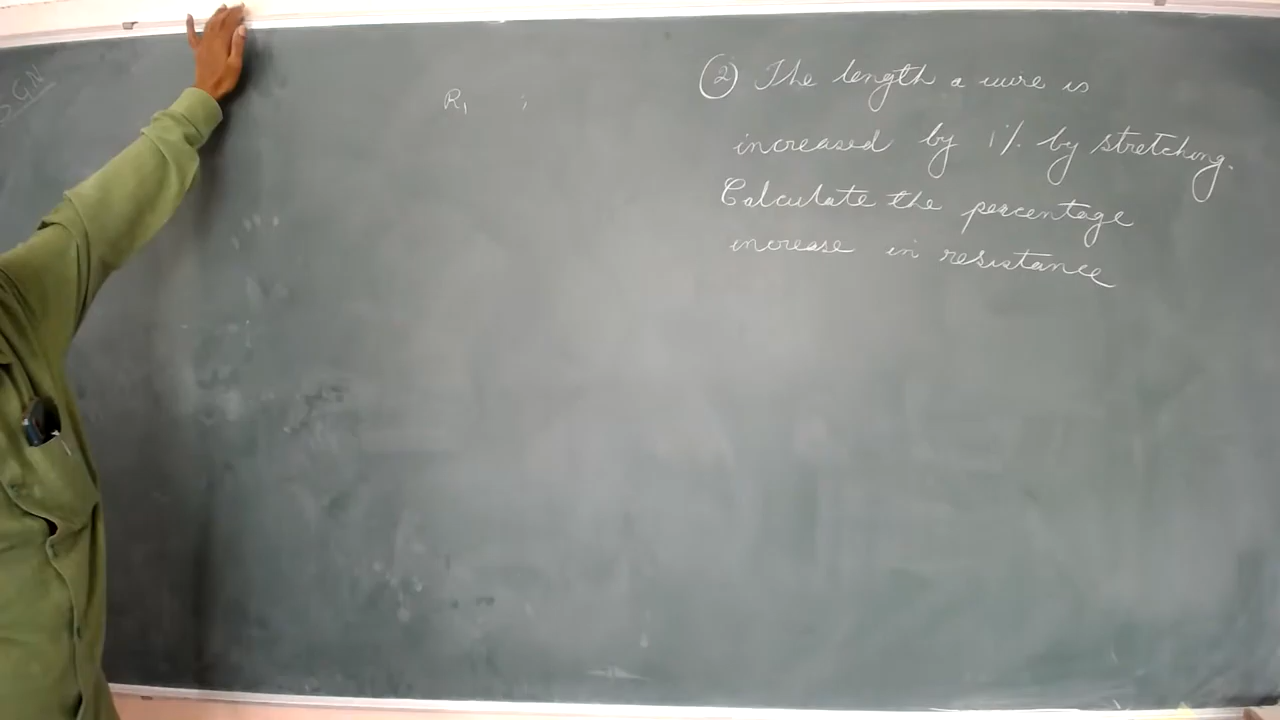 S.G.N
R₁ ;
② The length a wire is
increased by 1% by stretching.
Calculate the percentage
increase in resistance